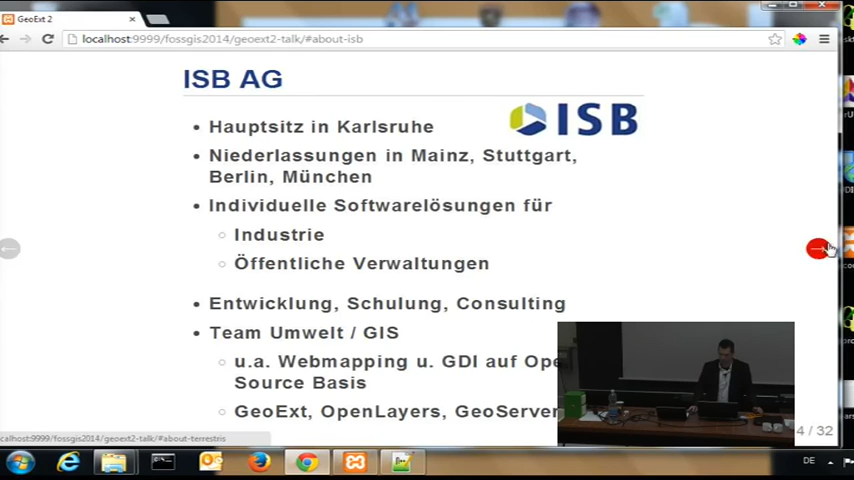 GeoExt 2
localhost:9999/fossgis2014/geoext2-talk/#about-isb
ISB AG
ISB
• Hauptsitz in Karlsruhe
• Niederlassungen in Mainz, Stuttgart,
Berlin, München
• Individuelle Softwarelösungen für
○ Industrie
○ Öffentliche Verwaltungen
• Entwicklung, Schulung, Consulting
• Team Umwelt / GIS
○ u.a. Webmapping u. GDI auf Ope
Source Basis
○ GeoExt, OpenLayers, GeoServer
4 / 32
calhost:9999/fossgis2014/geoext2-talk/#about-terrestris
DE